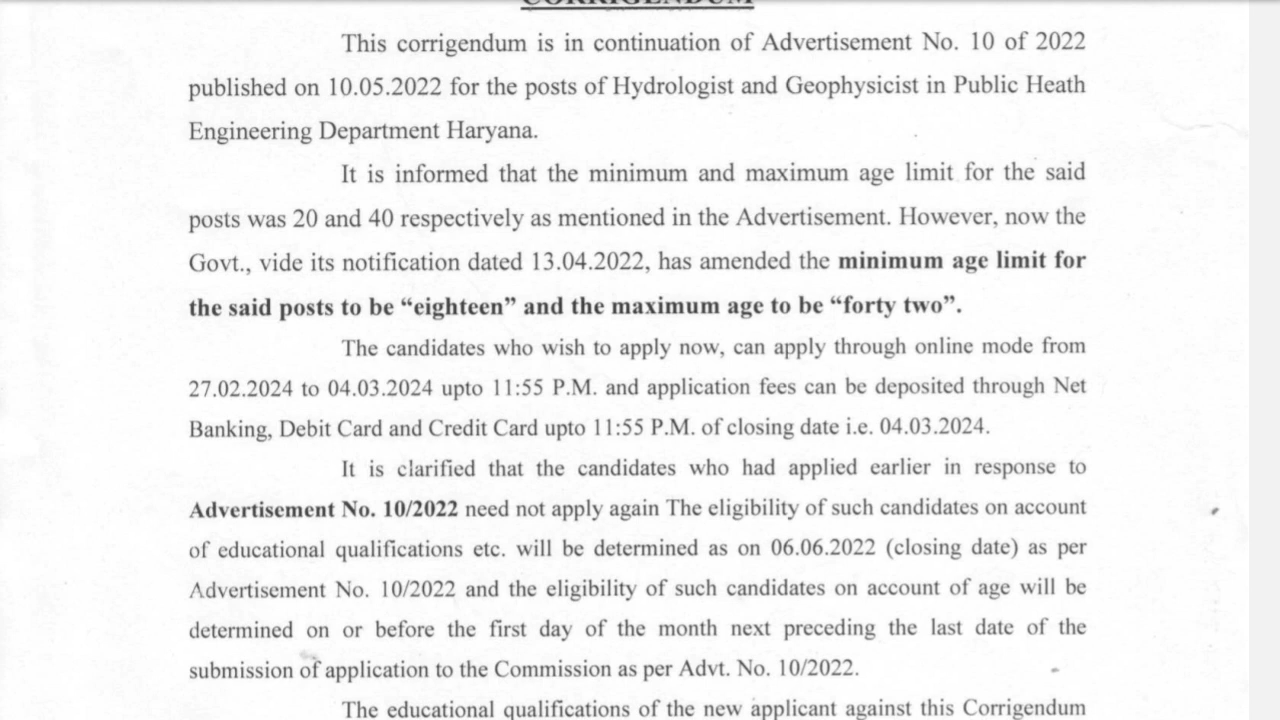 CORRIGENDUM
This corrigendum is in continuation of Advertisement No. 10 of 2022
published on 10.05.2022 for the posts of Hydrologist and Geophysicist in Public Heath
Engineering Department Haryana.
It is informed that the minimum and maximum age limit for the said
posts was 20 and 40 respectively as mentioned in the Advertisement. However, now the
Govt., vide its notification dated 13.04.2022, has amended the minimum age limit for
the said posts to be “eighteen” and the maximum age to be “forty two”.
The candidates who wish to apply now, can apply through online mode from
27.02.2024 to 04.03.2024 upto 11:55 P.M. and application fees can be deposited through Net
Banking, Debit Card and Credit Card upto 11:55 P.M. of closing date i.e. 04.03.2024.
It is clarified that the candidates who had applied earlier in response to
Advertisement No. 10/2022 need not apply again The eligibility of such candidates on account
of educational qualifications etc. will be determined as on 06.06.2022 (closing date) as per
Advertisement No. 10/2022 and the eligibility of such candidates on account of age will be
determined on or before the first day of the month next preceding the last date of the
submission of application to the Commission as per Advt. No. 10/2022.
The educational qualifications of the new applicant against this Corrigendum